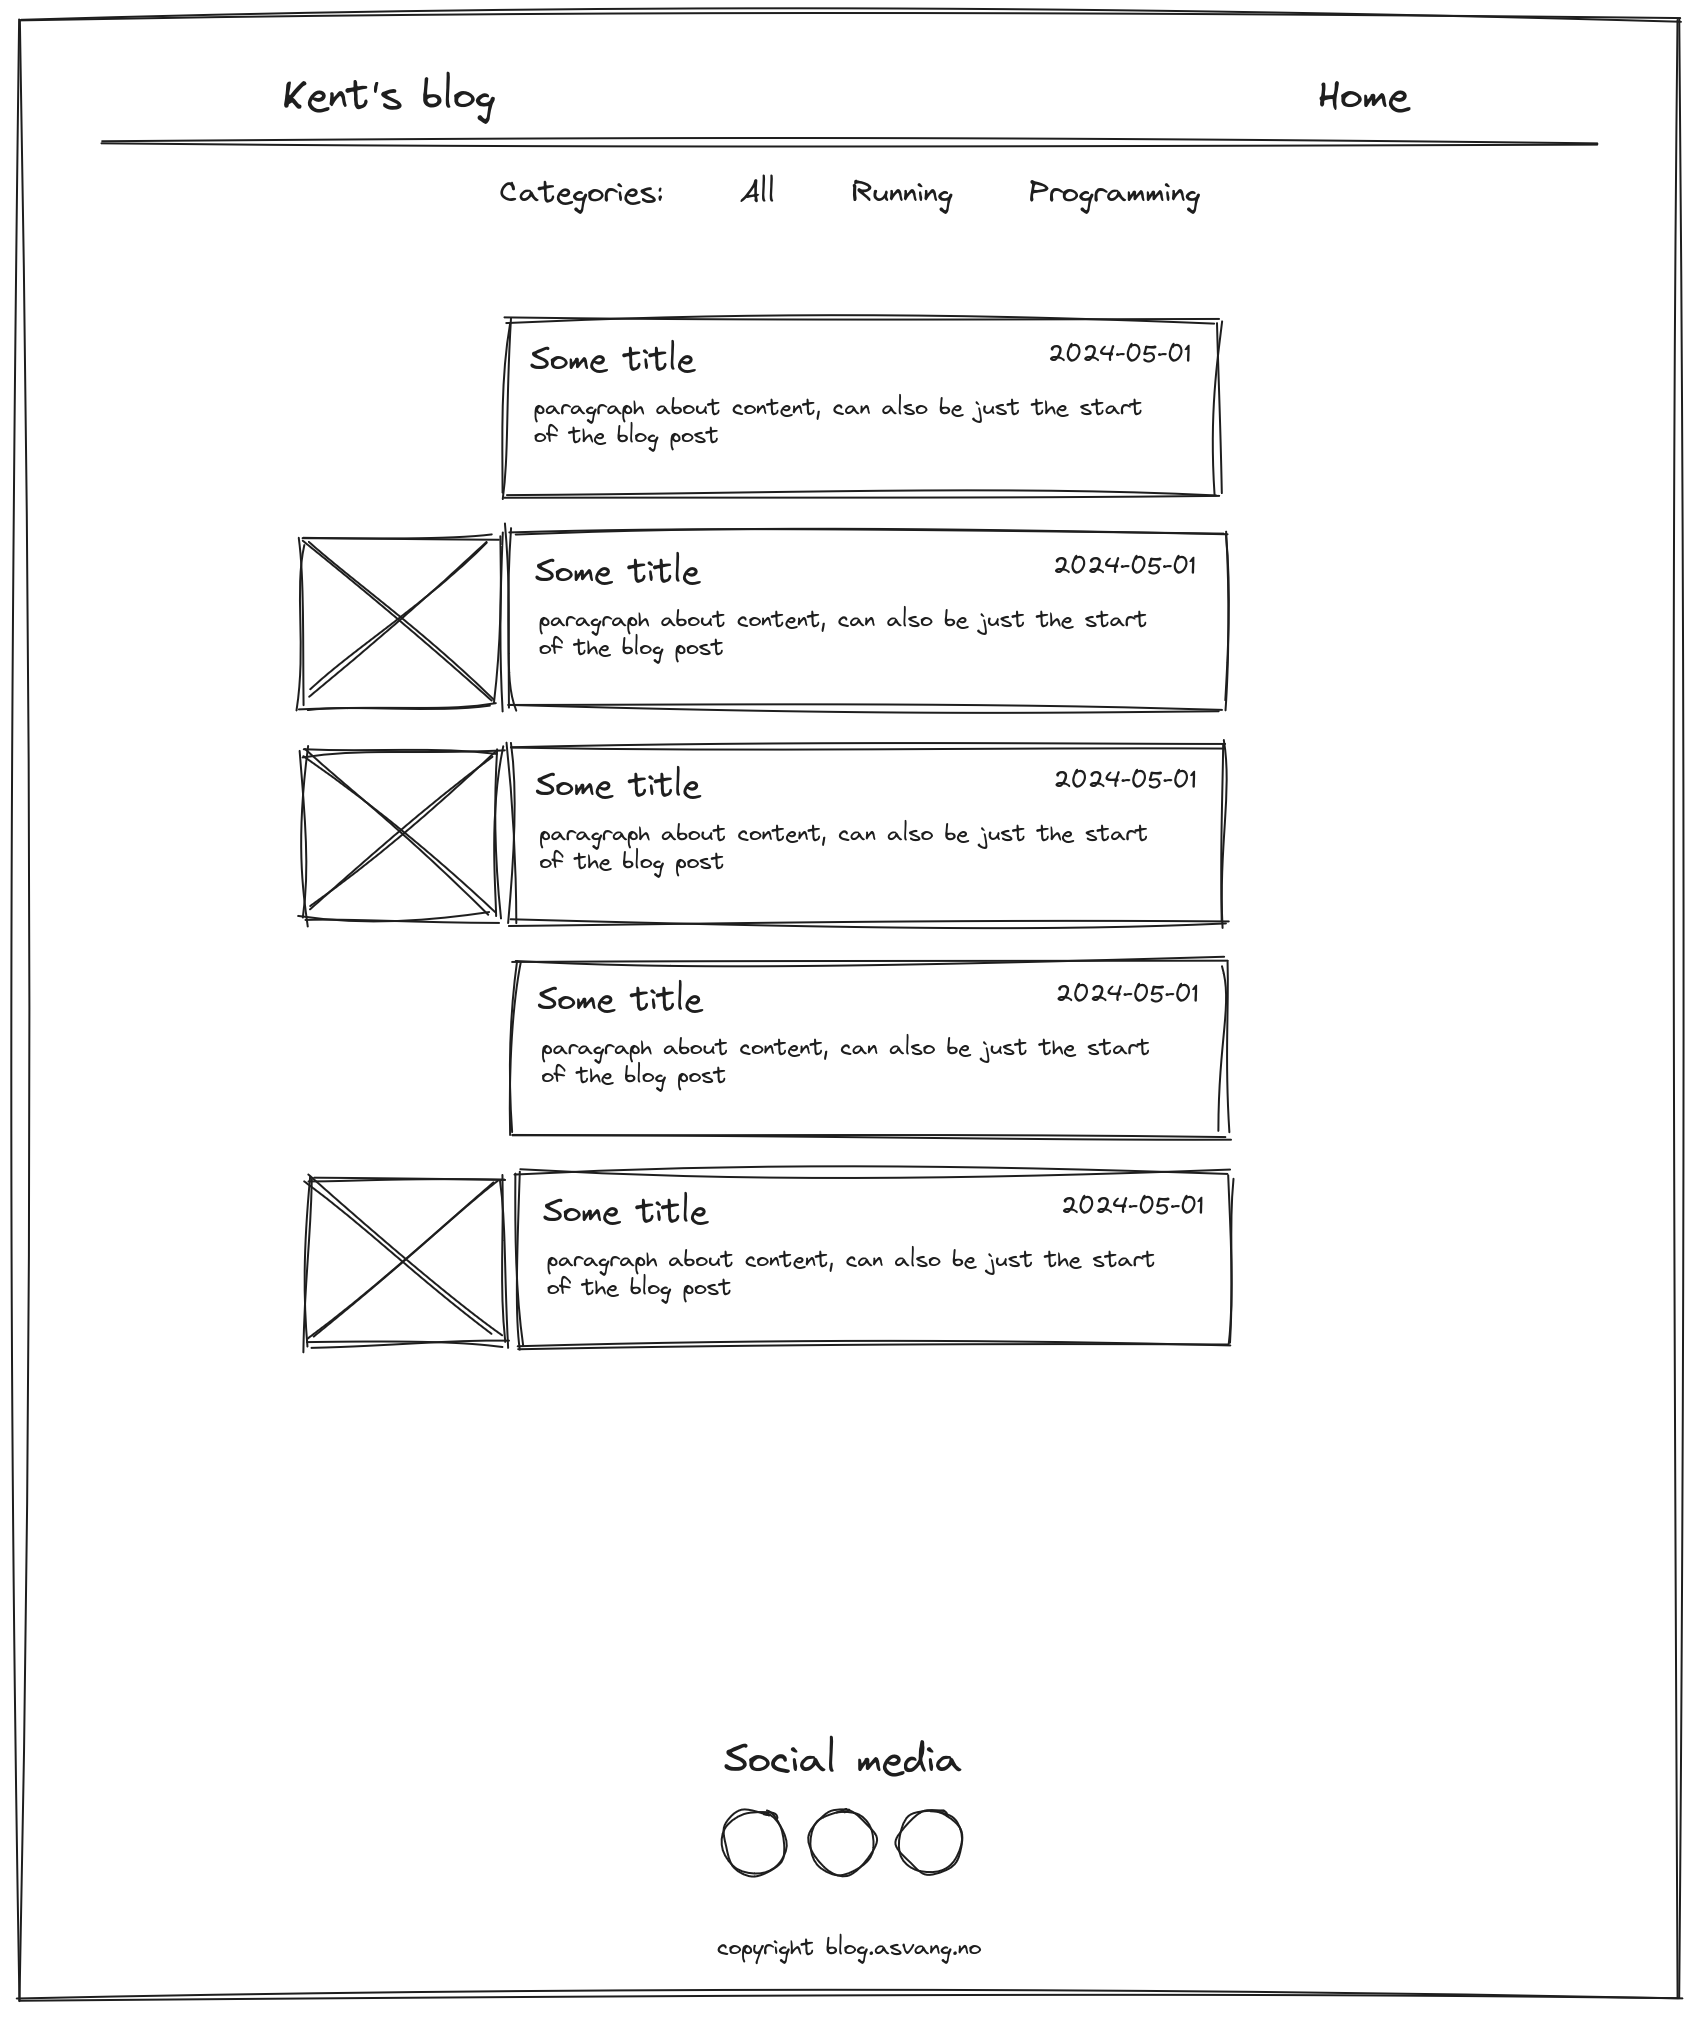 Kent's blog Home
Categories: All Running Programming
Some title 2024-05-01
paragraph about content, can also be just the start
of the blog post
Some title 2024-05-01
paragraph about content, can also be just the start
of the blog post
Some title 2024-05-01
paragraph about content, can also be just the start
of the blog post
Some title 2024-05-01
paragraph about content, can also be just the start
of the blog post
Some title 2024-05-01
paragraph about content, can also be just the start
of the blog post
Social media
copyright blog.asvang.no